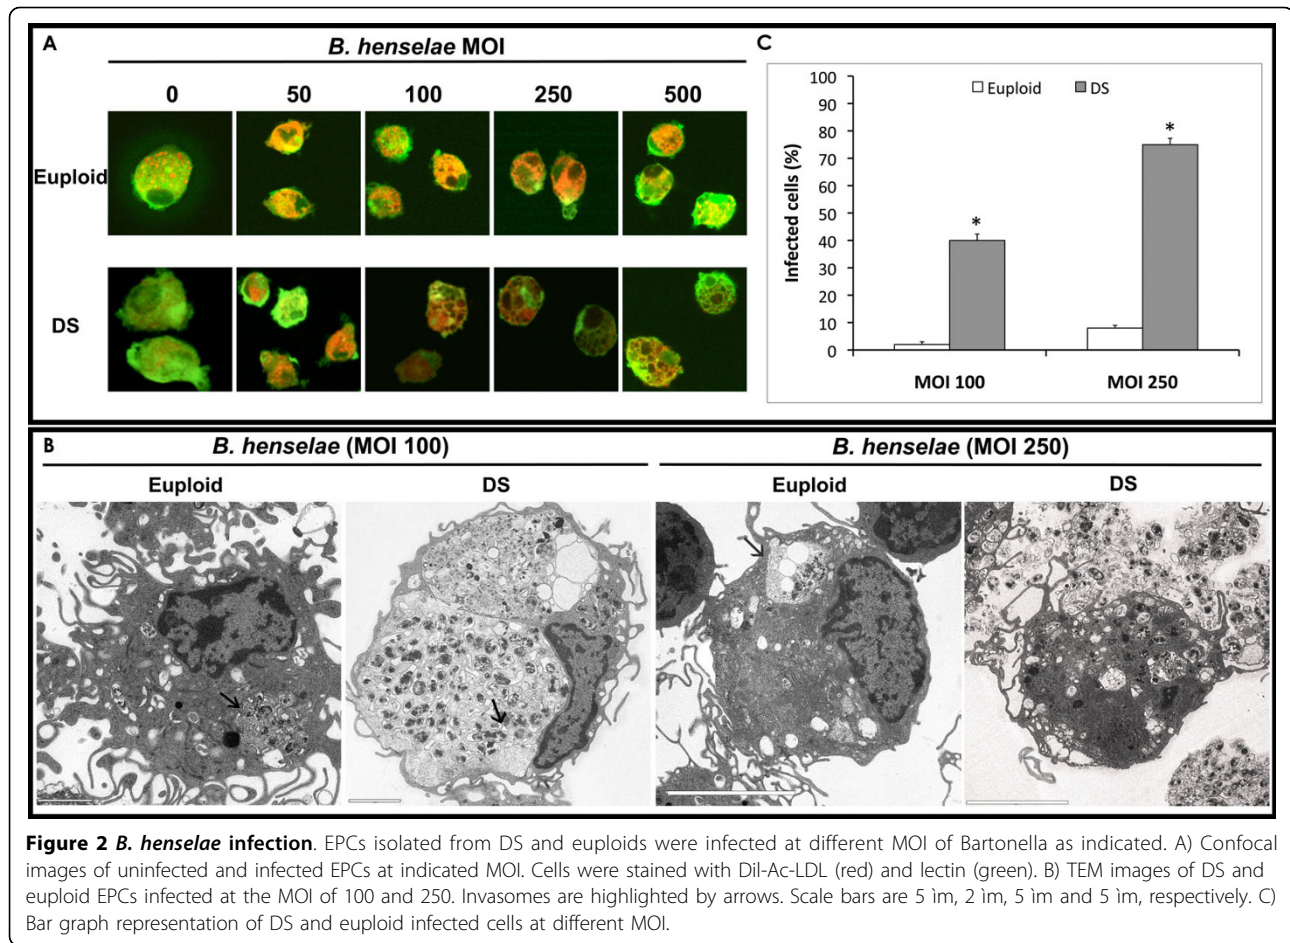 A
B. henselae MOI
0 50 100 250 500
Euploid
DS
C
Euploid DS
100
90
80
70
60
50
40
30
20
10
0
Infected cells (%)
*
*
MOI 100 MOI 250
B
B. henselae (MOI 100) B. henselae (MOI 250)
Euploid DS Euploid DS
Figure 2 B. henselae infection. EPCs isolated from DS and euploids were infected at different MOI of Bartonella as indicated. A) Confocal
images of uninfected and infected EPCs at indicated MOI. Cells were stained with Dil-Ac-LDL (red) and lectin (green). B) TEM images of DS and
euploid EPCs infected at the MOI of 100 and 250. Invasomes are highlighted by arrows. Scale bars are 5 ìm, 2 ìm, 5 ìm and 5 ìm, respectively. C)
Bar graph representation of DS and euploid infected cells at different MOI.